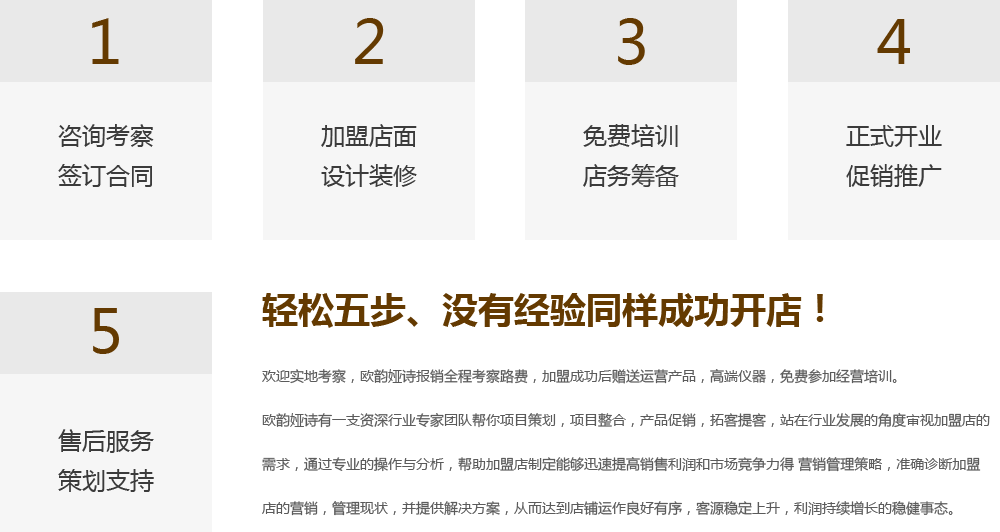 1
咨询考察
签订合同
2
加盟店面
设计装修
3
免费培训
店务筹备
4
正式开业
促销推广
5
售后服务
策划支持
轻松五步、没有经验同样成功开店！
欢迎实地考察，欧韵娅诗报销全程考察路费，加盟成功后赠送运营产品，高端仪器，免费参加经营培训。
欧韵娅诗有一支资深行业专家团队帮你项目策划，项目整合，产品促销，拓客提客，站在行业发展的角度审视加盟店的
需求，通过专业的操作与分析，帮助加盟店制定能够迅速提高销售利润和市场竞争力得 营销管理策略，准确诊断加盟
店的营销，管理现状，并提供解决方案，从而达到店铺运作良好有序，客源稳定上升，利润持续增长的稳健事态。